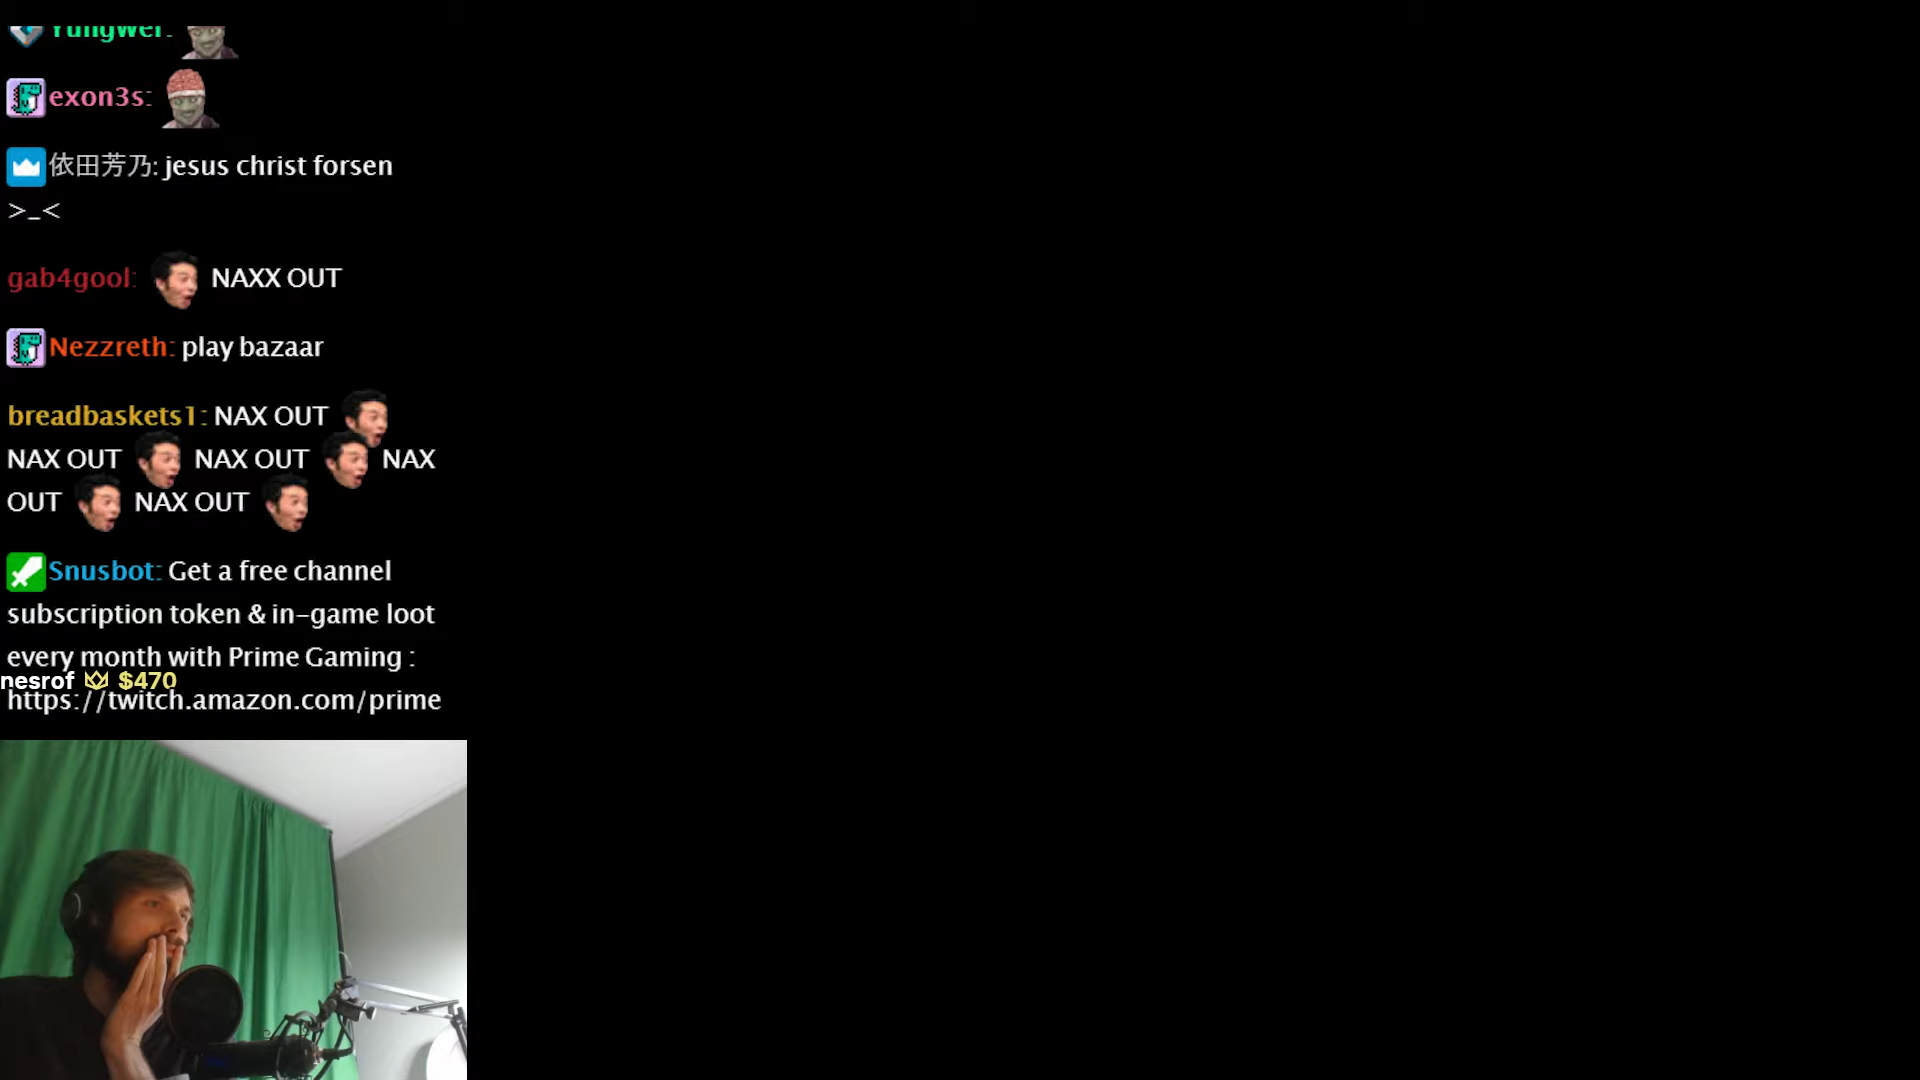 YungWei:
exon3s:
依田芳乃: jesus christ forsen
>_<
gab4gool: NAXX OUT
Nezzreth: play bazaar
breadbaskets1: NAX OUT
NAX OUT NAX OUT NAX
OUT NAX OUT
Snusbot: Get a free channel
subscription token & in-game loot
every month with Prime Gaming :
nesrof $470
https://twitch.amazon.com/prime